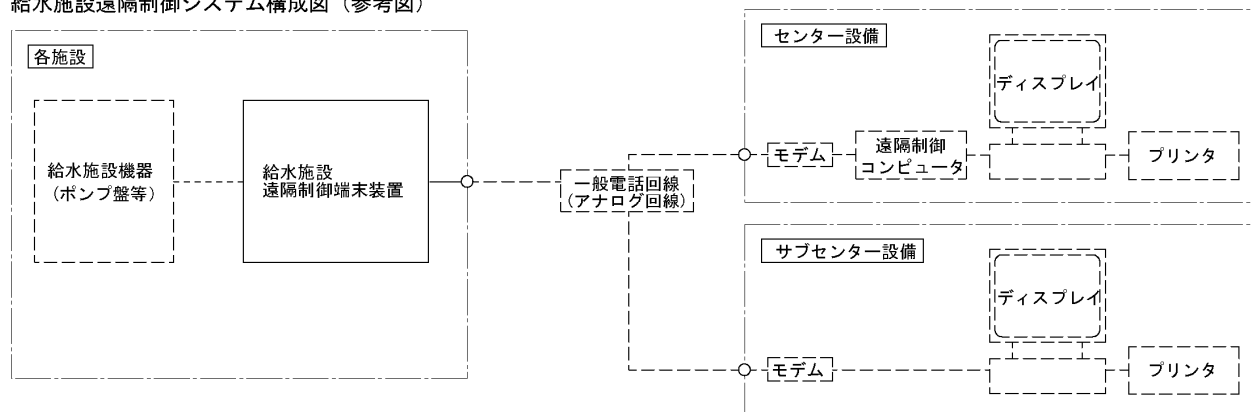 給水施設遠隔制御システム構成図（参考図）
各施設
給水施設機器
（ポンプ盤等）
給水施設
遠隔制御端末装置
一般電話回線
（アナログ回線）
センター設備
モデム
遠隔制御
コンピュータ
ディスプレイ
プリンタ
サブセンター設備
モデム
ディスプレイ
プリンタ